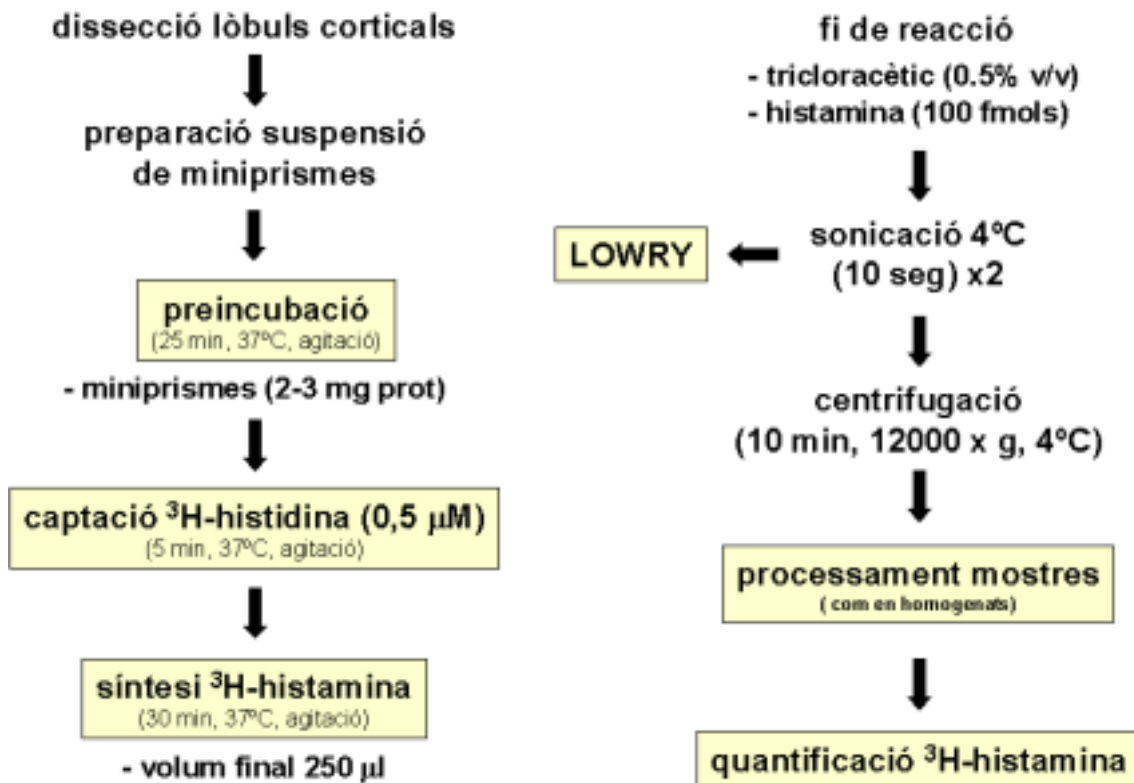 dissecció lòbuls corticals
preparació suspensió
de miniprismes
preincubació
(25 min, 37ºC, agitació)
- miniprismes (2-3 mg prot)
captació ³H-histidina (0,5 µM)
(5 min, 37ºC, agitació)
síntesi ³H-histamina
(30 min, 37ºC, agitació)
- volum final 250 µl
fi de reacció
- tricloracètic (0.5% v/v)
- histamina (100 fmols)
sonicació 4ºC
(10 seg) x2
LOWRY
centrifugació
(10 min, 12000 x g, 4ºC)
processament mostres
( com en homogenats)
quantificació ³H-histamina